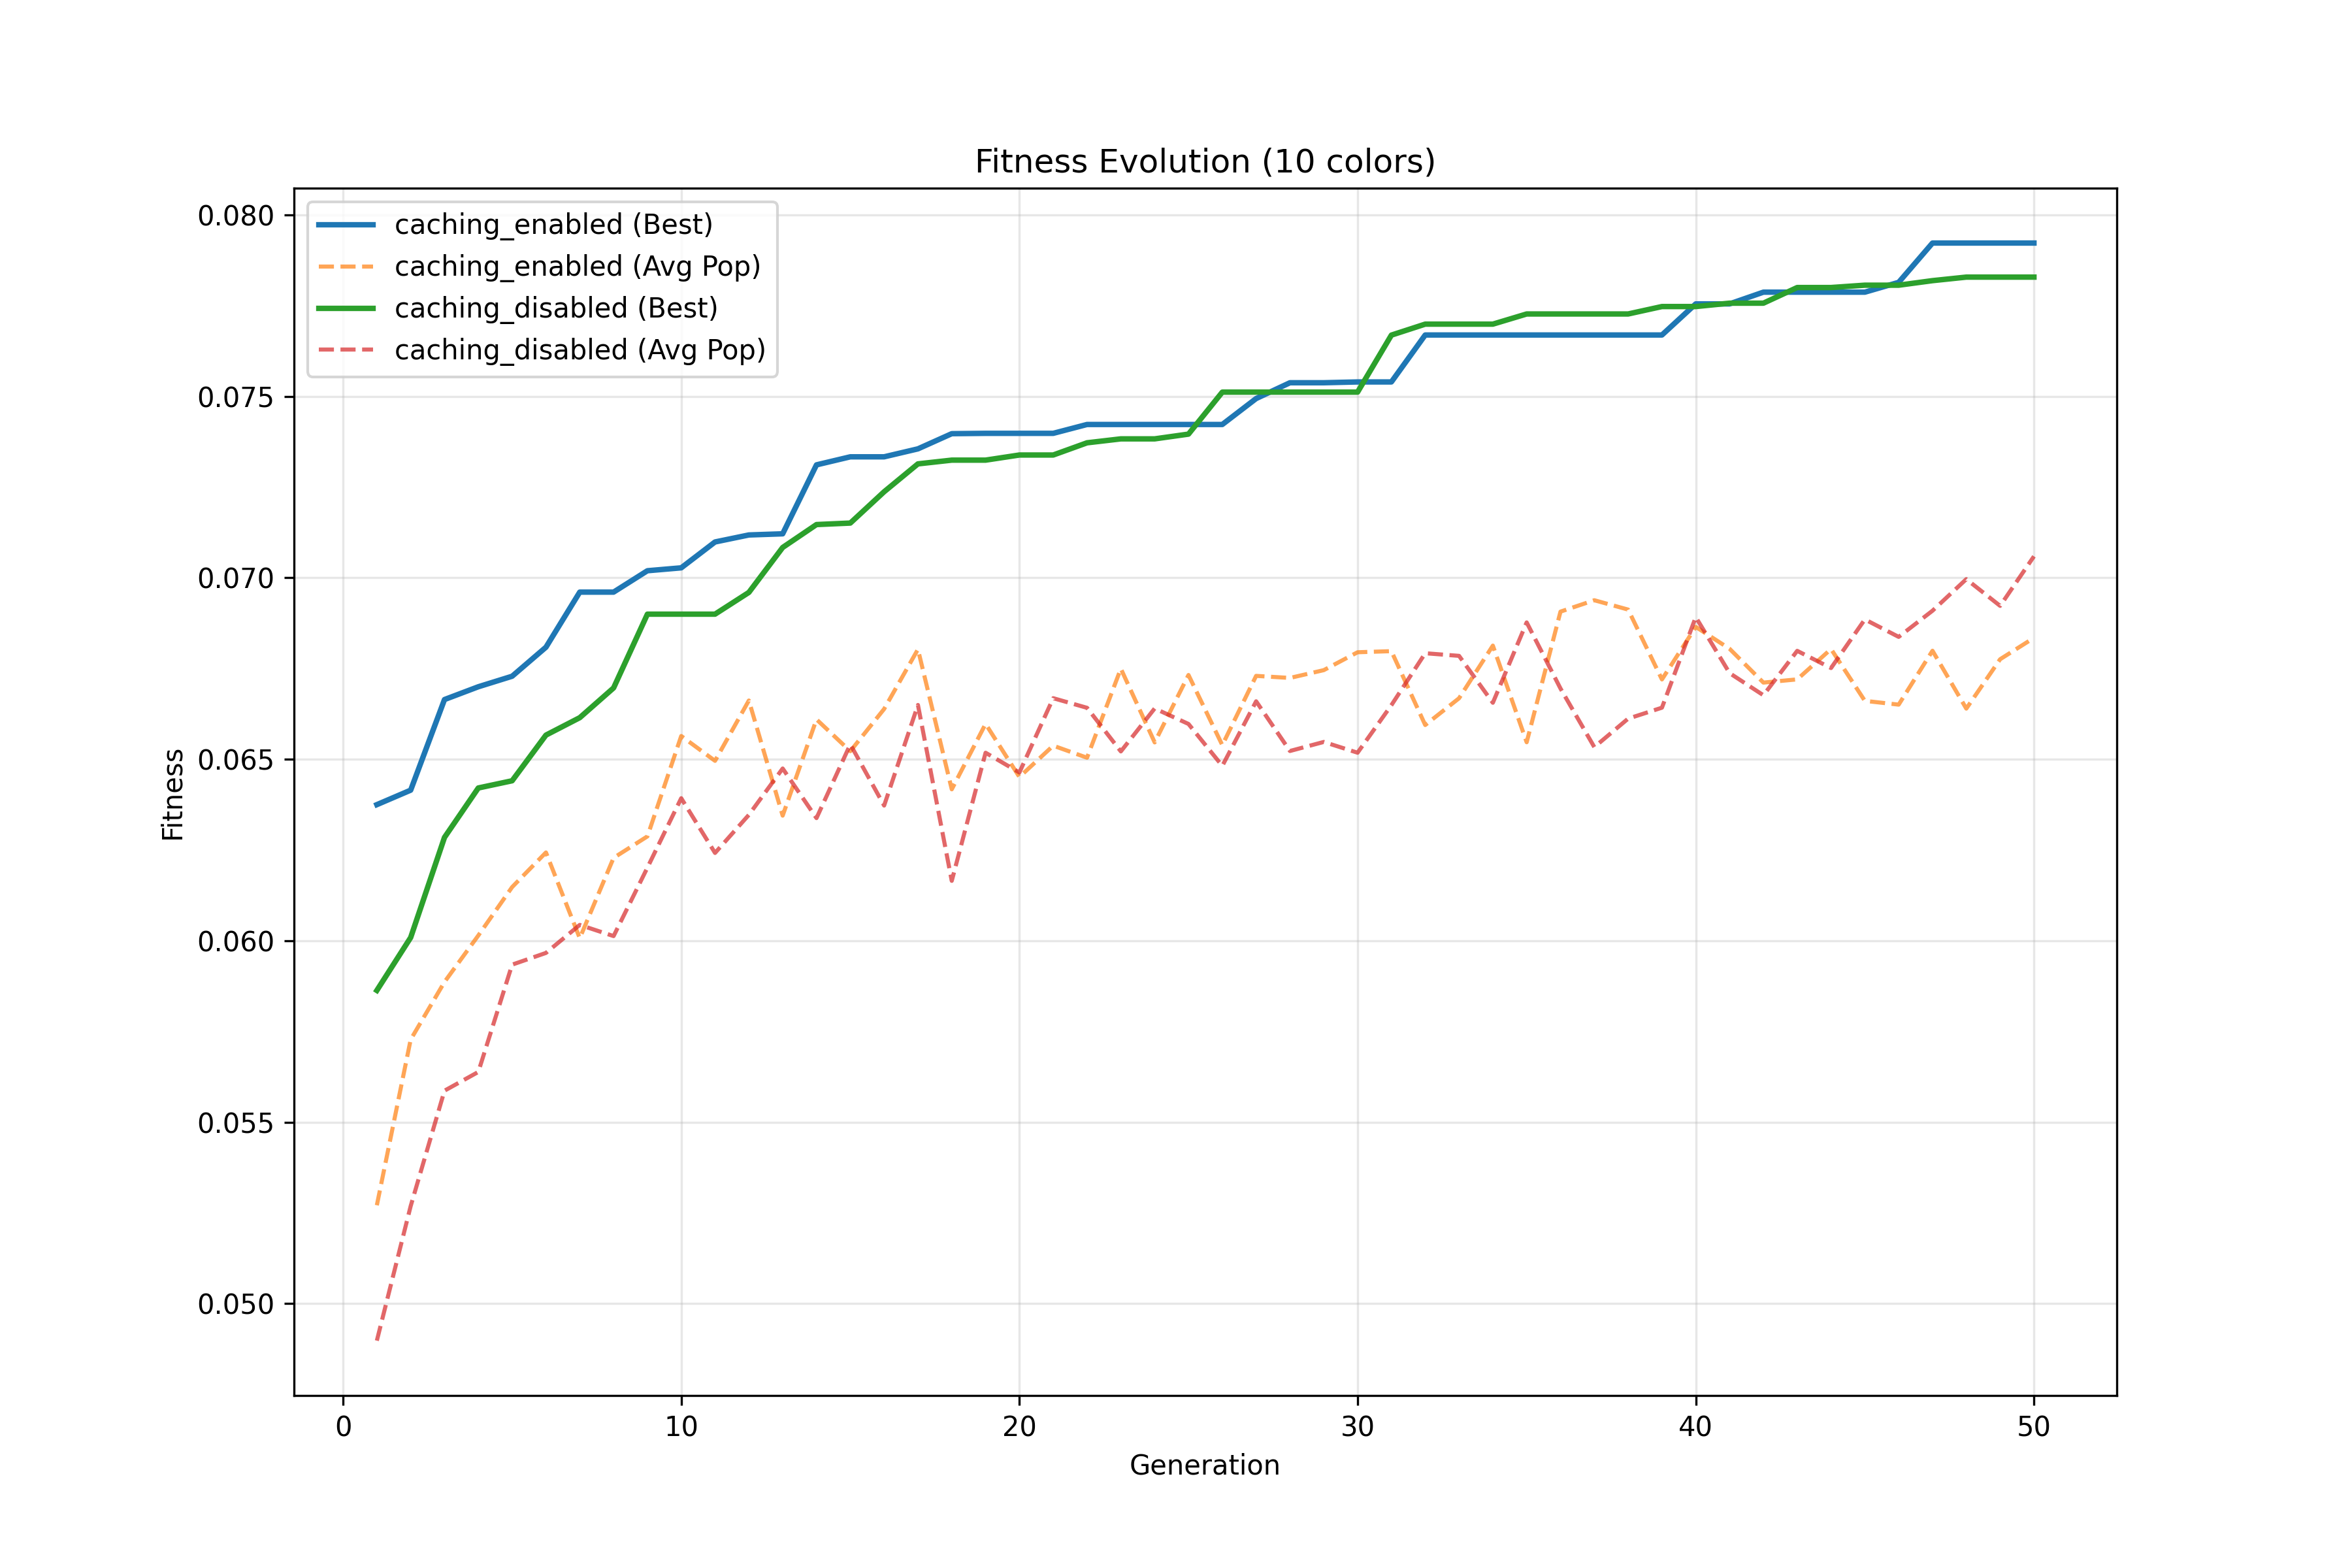 Fitness Evolution (10 colors)
caching_enabled (Best)
caching_enabled (Avg Pop)
caching_disabled (Best)
caching_disabled (Avg Pop)
0.080
0.075
0.070
0.065
0.060
0.055
0.050
Fitness
0 10 20 30 40 50
Generation